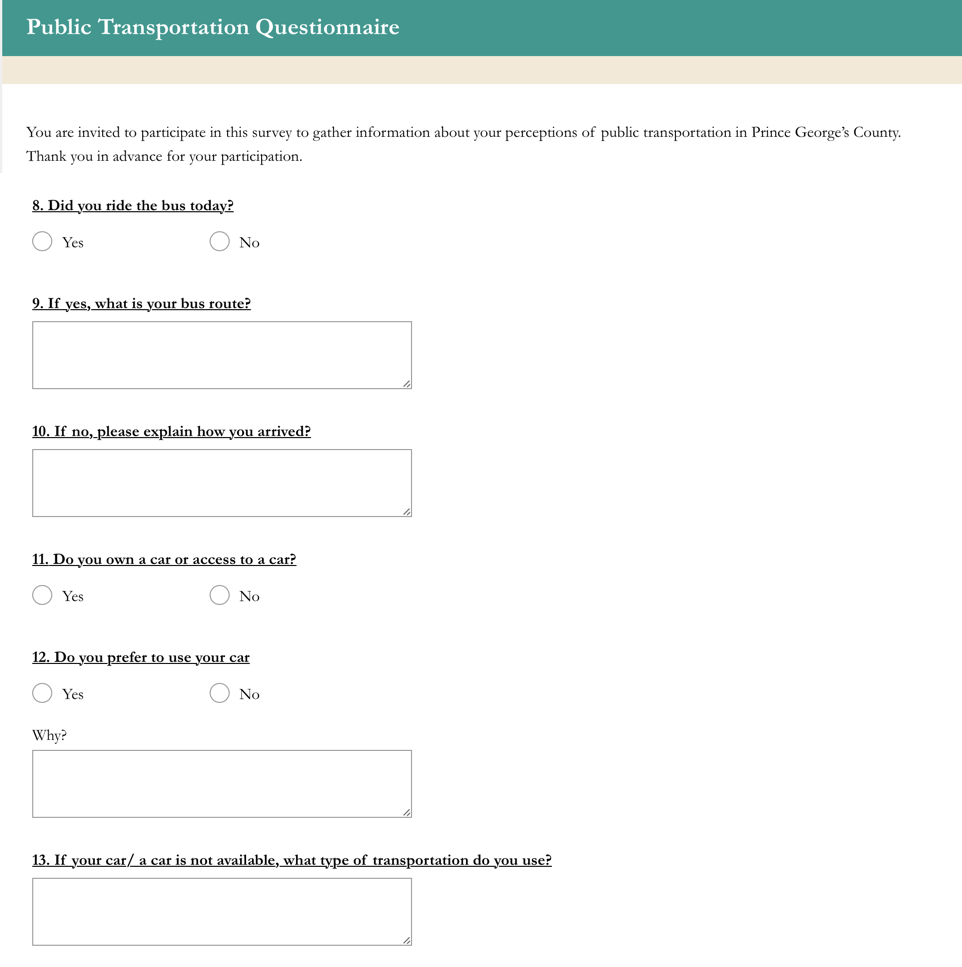 Public Transportation Questionnaire
You are invited to participate in this survey to gather information about your perceptions of public transportation in Prince George's County.
Thank you in advance for your participation.
8. Did you ride the bus today?
Yes No
9. If yes, what is your bus route?
10. If no, please explain how you arrived?
11. Do you own a car or access to a car?
Yes No
12. Do you prefer to use your car
Yes No
Why?
13. If your car/ a car is not available, what type of transportation do you use?